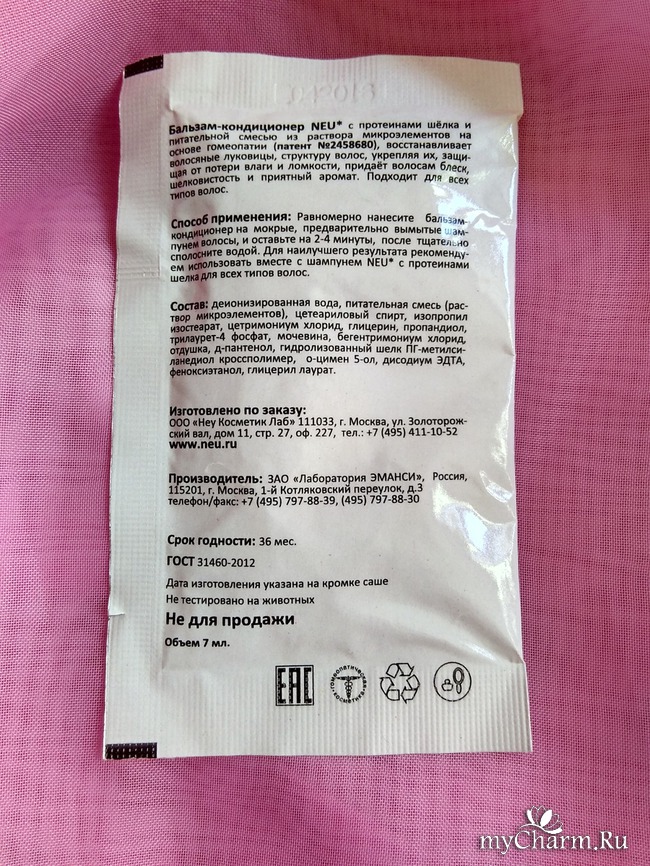 Бальзам-кондиционер NEU* с протеинами шёлка и
питательной смесью из раствора микроэлементов на
основе гомеопатии (патент №2458680), восстанавливает
волосяные луковицы, структуру волос, укрепляя их, защи-
щая от потери влаги и ломкости, придаёт волосам блеск,
шелковистость и приятный аромат. Подходит для всех
типов волос.
Способ применения: Равномерно нанесите бальзам-
кондиционер на мокрые, предварительно вымытые шам-
пунем волосы, и оставьте на 2-4 минуты, после тщательно
сполосните водой. Для наилучшего результата рекоменду-
ем использовать вместе с шампунем NEU* с протеинами
шелка для всех типов волос.
Состав: деионизированная вода, питательная смесь (рас-
твор микроэлементов), цетеариловый спирт, изопропил
изостеарат, цетримониум хлорид, глицерин, пропандиол,
трилаурет-4 фосфат, мочевина, бегентримониум хлорид,
отдушка, д-пантенол, гидролизованный шелк ПГ-метилси-
ланедиол кроссполимер, о-цимен 5-ол, дисодиум ЭДТА,
феноксиэтанол, глицерил лаурат.
Изготовлено по заказу:
ООО «Неу Косметик Лаб» 111033, г. Москва, ул. Золоторож-
ский вал, дом 11, стр. 27, оф. 227, тел.: +7 (495) 411-10-52
www.neu.ru
Производитель: ЗАО «Лаборатория ЭМАНСИ», Россия,
115201, г. Москва, 1-й Котляковский переулок, д.3
телефон/факс: +7 (495) 797-88-39, (495) 797-88-30
Срок годности: 36 мес.
ГОСТ 31460-2012
Дата изготовления указана на кромке саше
Не тестировано на животных
Не для продажи
Объем 7 мл.
EAC
гомеопатическая косметика
myCharm.Ru